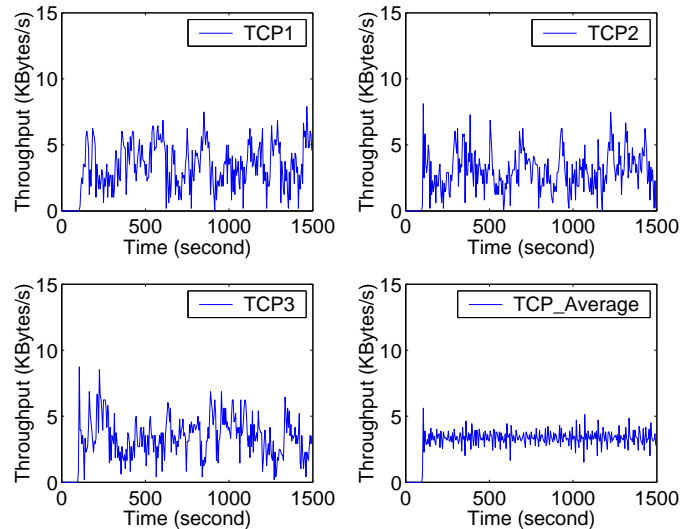 TCP1
15
10
5
0
Throughput (KBytes/s)
0 500 1000 1500
Time (second)
TCP2
15
10
5
0
Throughput (KBytes/s)
0 500 1000 1500
Time (second)
TCP3
15
10
5
0
Throughput (KBytes/s)
0 500 1000 1500
Time (second)
TCP_Average
15
10
5
0
Throughput (KBytes/s)
0 500 1000 1500
Time (second)